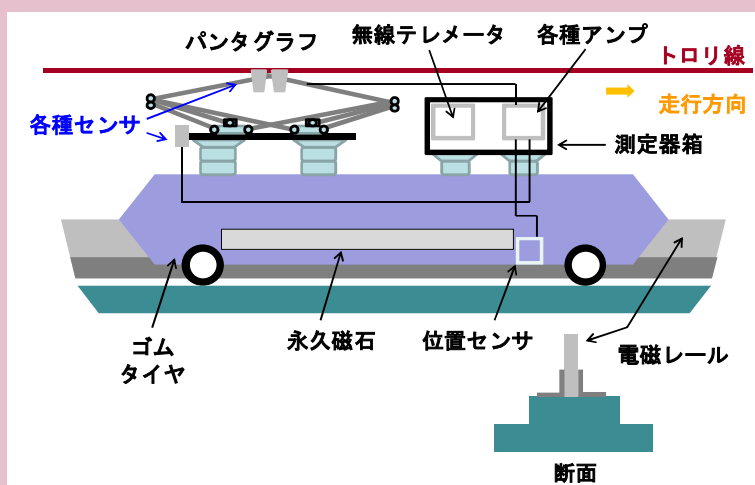 パンタグラフ
無線テレメータ
各種アンプ
トロリ線
走行方向
各種センサ
測定器箱
ゴム
タイヤ
永久磁石
位置センサ
電磁レール
断面